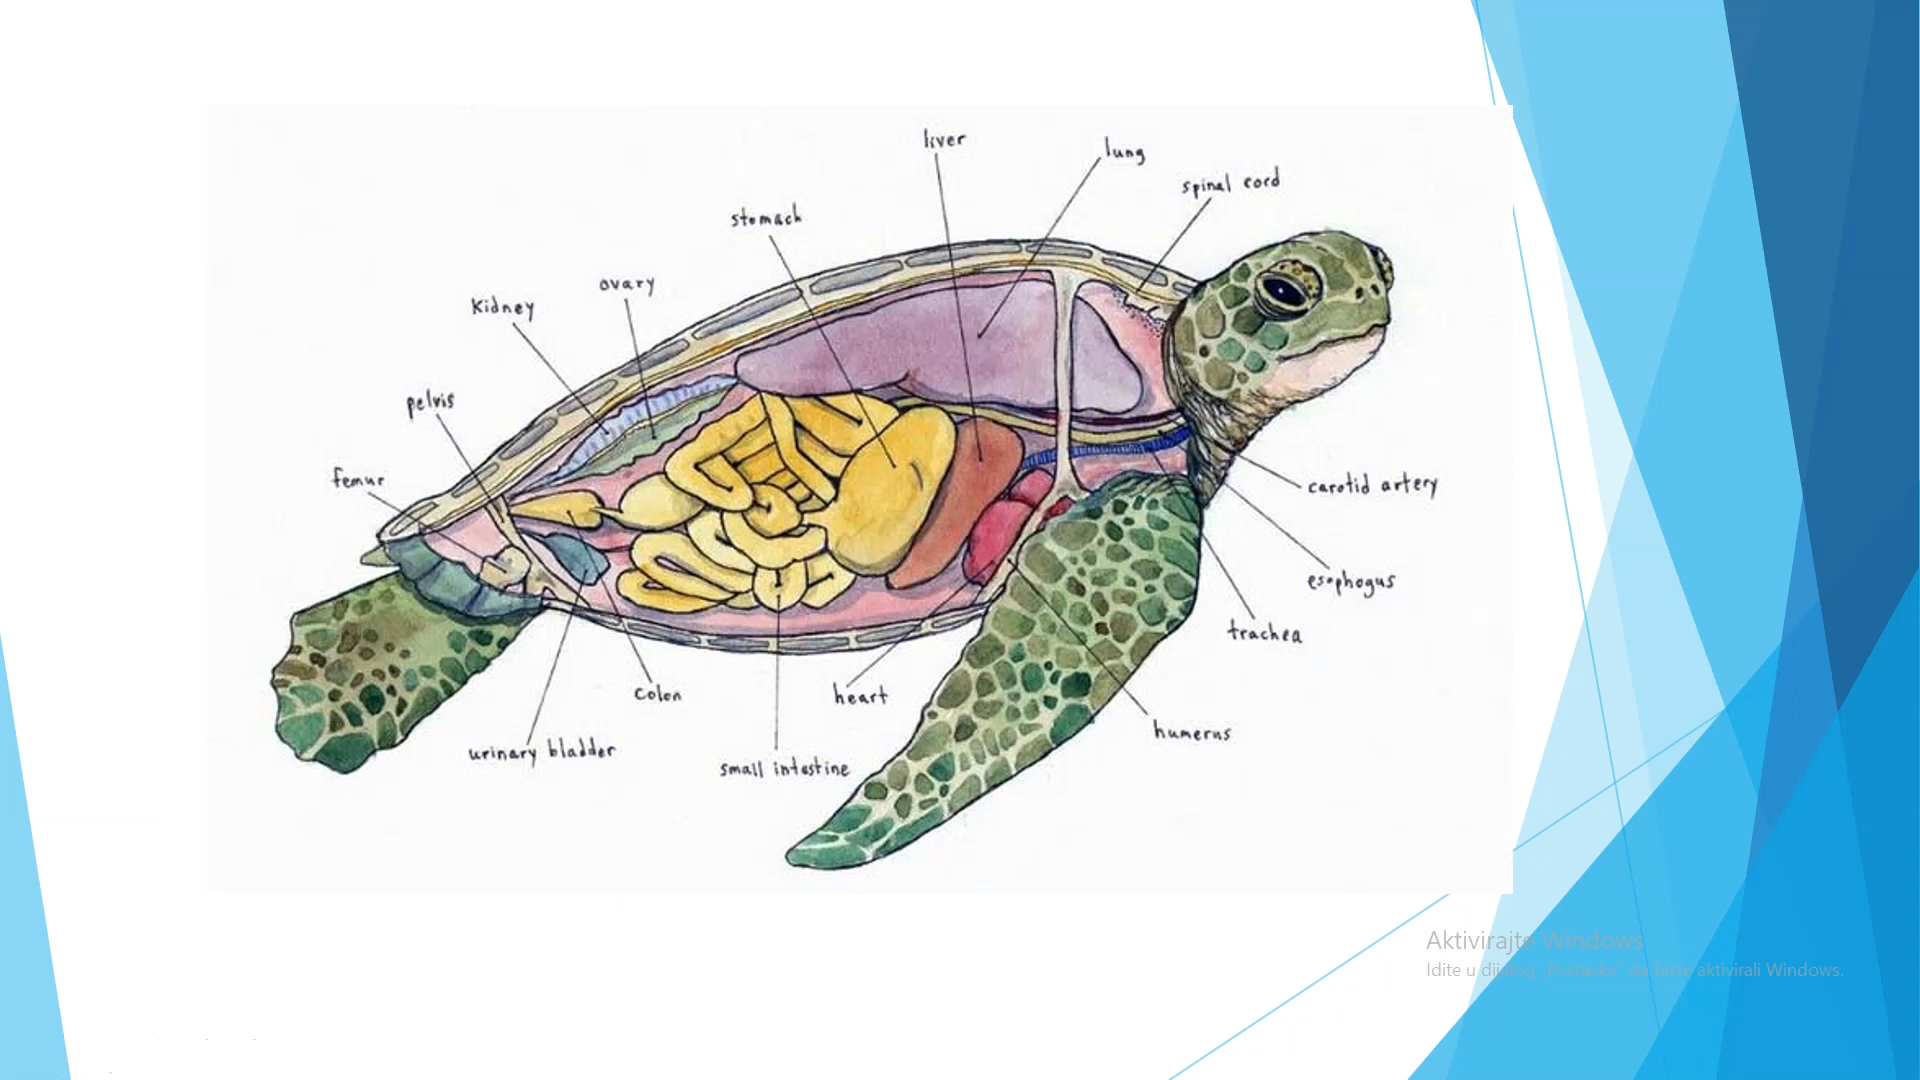 liver
lung
spinal cord
stomach
ovary
Kidney
pelvis
femur
carotid artery
esophogus
trachea
colon
heart
humerus
urinary bladder
small intestine
Aktivirajte Windows
Idite u dijalog „Postavke“ da biste aktivirali Windows.